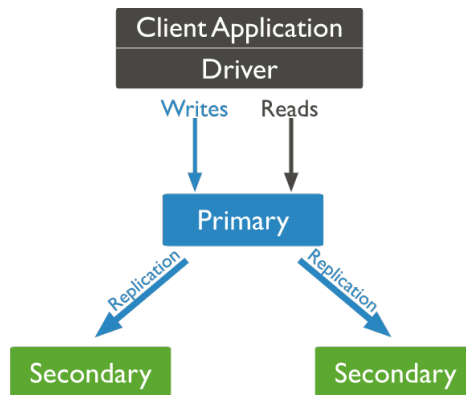 Client Application
Driver
Writes Reads
Primary
Replication Replication
Secondary Secondary